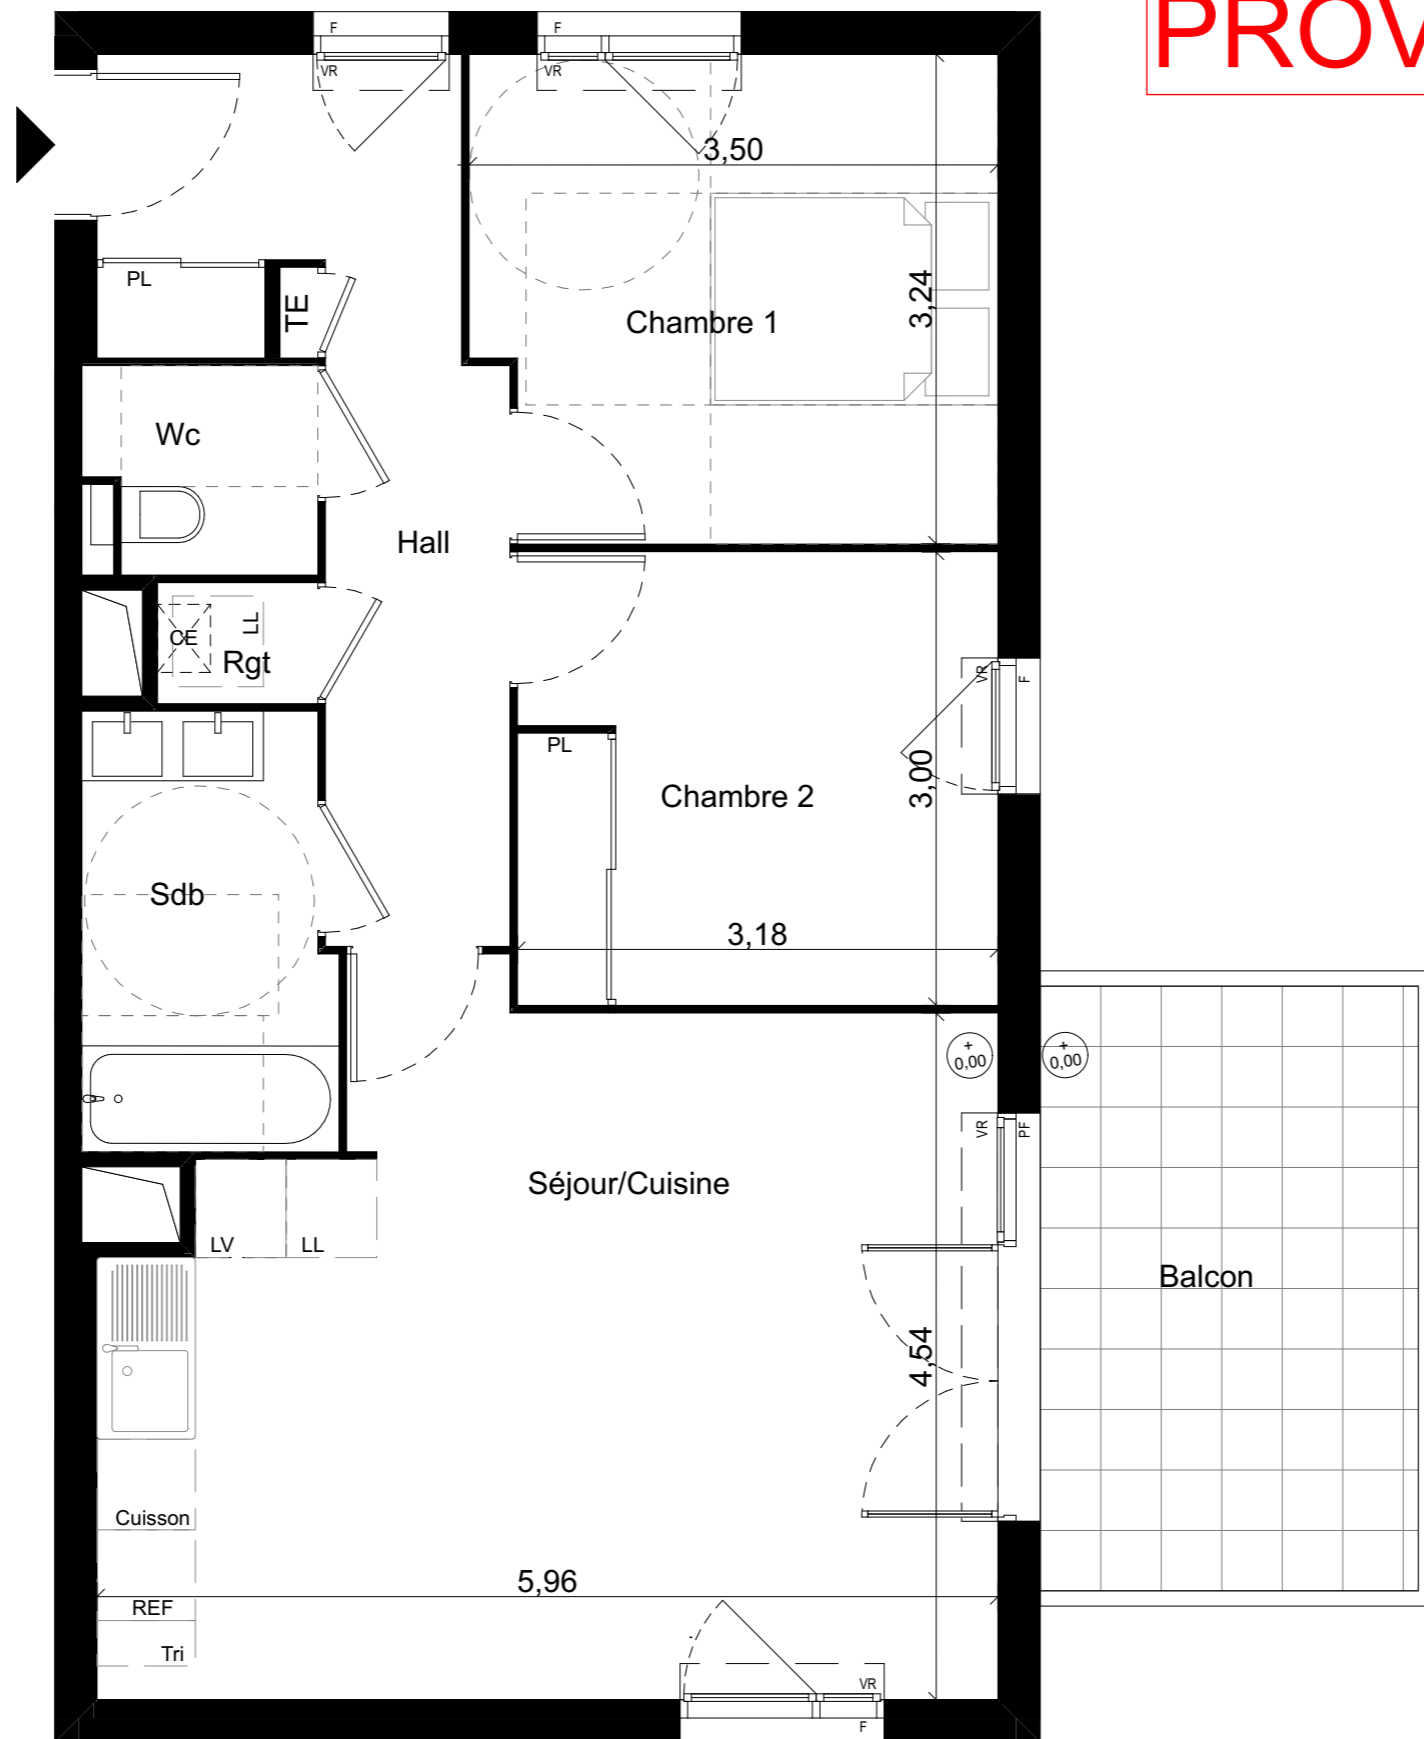 PROV
F
F
VR
VR
3,50
PL
TE
3,24
Chambre 1
Wc
Hall
CE
LL
Rgt
VR
F
PL
Chambre 2
3,00
Sdb
3,18
+
0,00
+
0,00
VR
PF
Séjour/Cuisine
LV
LL
Balcon
4,54
Cuisson
5,96
REF
Tri
VR
F